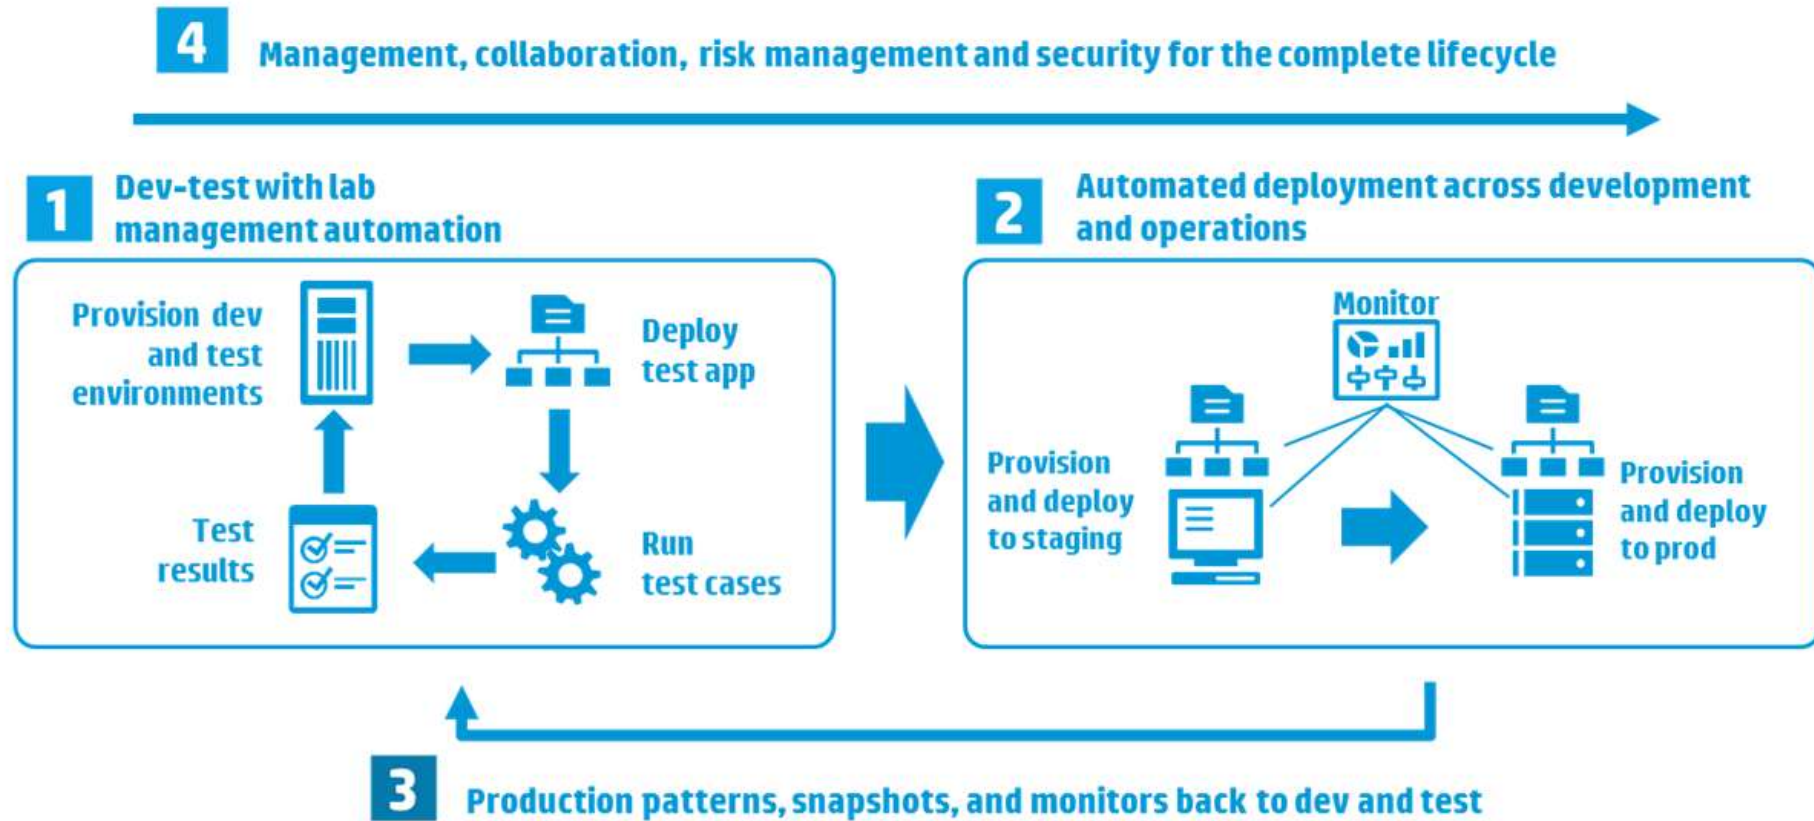 4
Management, collaboration, risk management and security for the complete lifecycle
1
Dev-test with lab
management automation
Provision dev
and test
environments
Deploy
test app
Test
results
Run
test cases
2
Automated deployment across development
and operations
Monitor
Provision
and deploy
to staging
Provision
and deploy
to prod
3
Production patterns, snapshots, and monitors back to dev and test